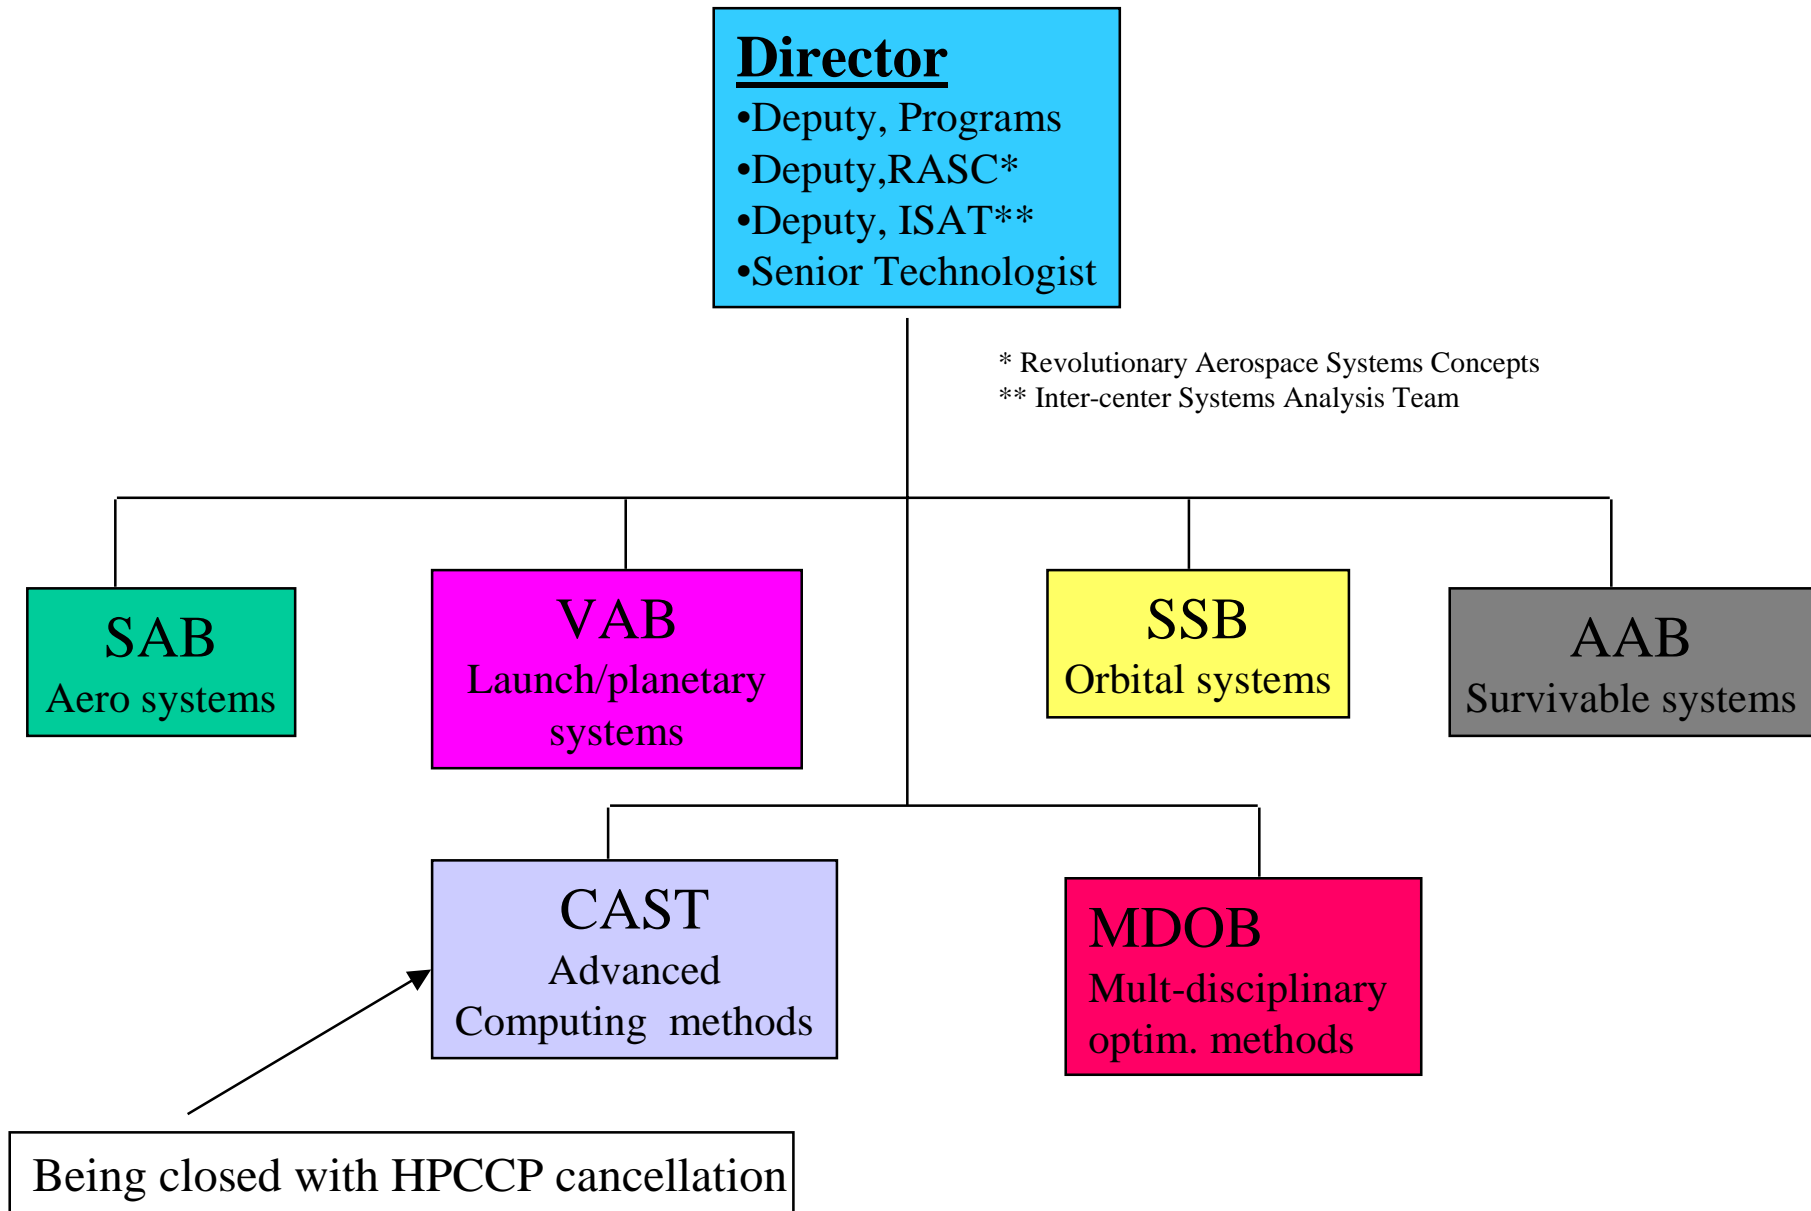 Director
•Deputy, Programs
•Deputy,RASC*
•Deputy, ISAT**
•Senior Technologist
* Revolutionary Aerospace Systems Concepts
** Inter-center Systems Analysis Team
SAB
Aero systems
VAB
Launch/planetary
systems
SSB
Orbital systems
AAB
Survivable systems
CAST
Advanced
Computing methods
MDOB
Mult-disciplinary
optim. methods
Being closed with HPCCP cancellation